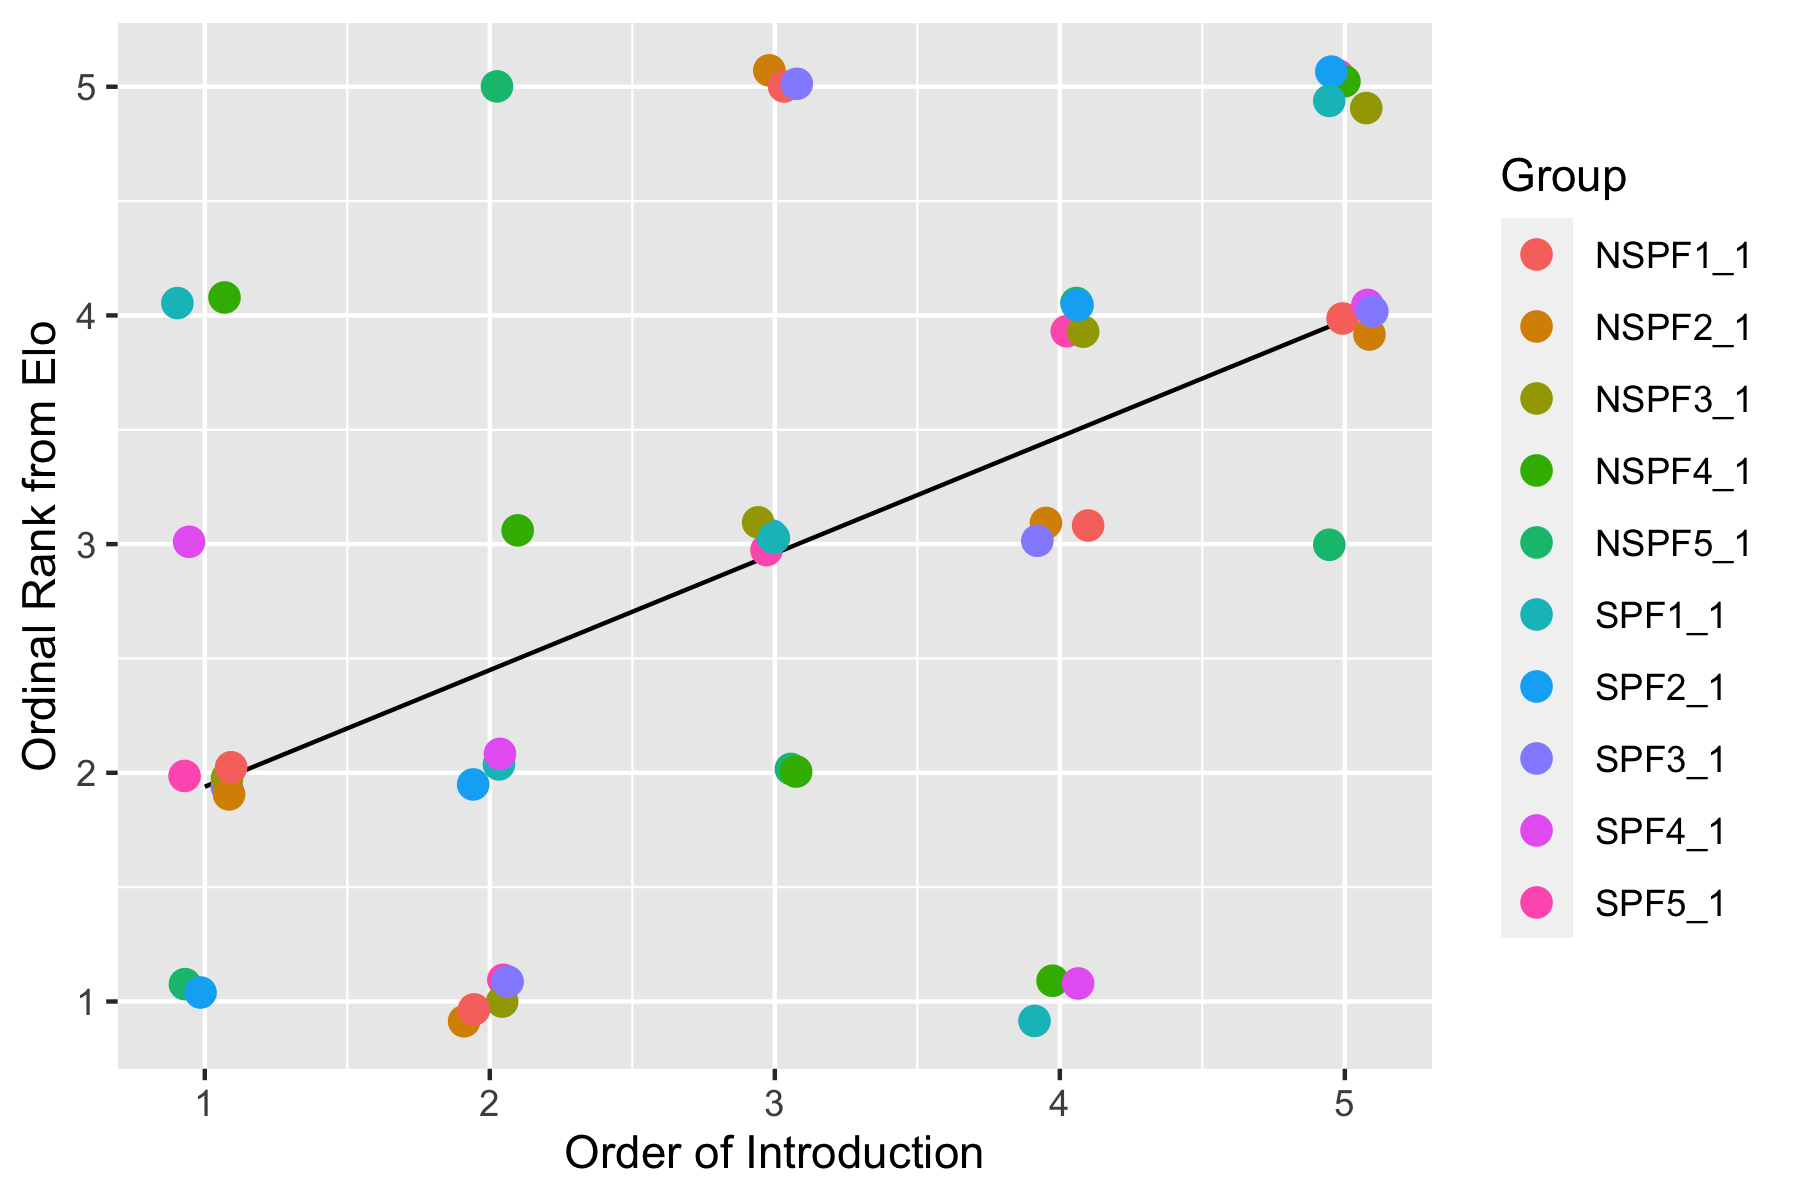 Ordinal Rank from Elo
5
4
3
2
1
1 2 3 4 5
Order of Introduction
Group
NSPF1_1
NSPF2_1
NSPF3_1
NSPF4_1
NSPF5_1
SPF1_1
SPF2_1
SPF3_1
SPF4_1
SPF5_1